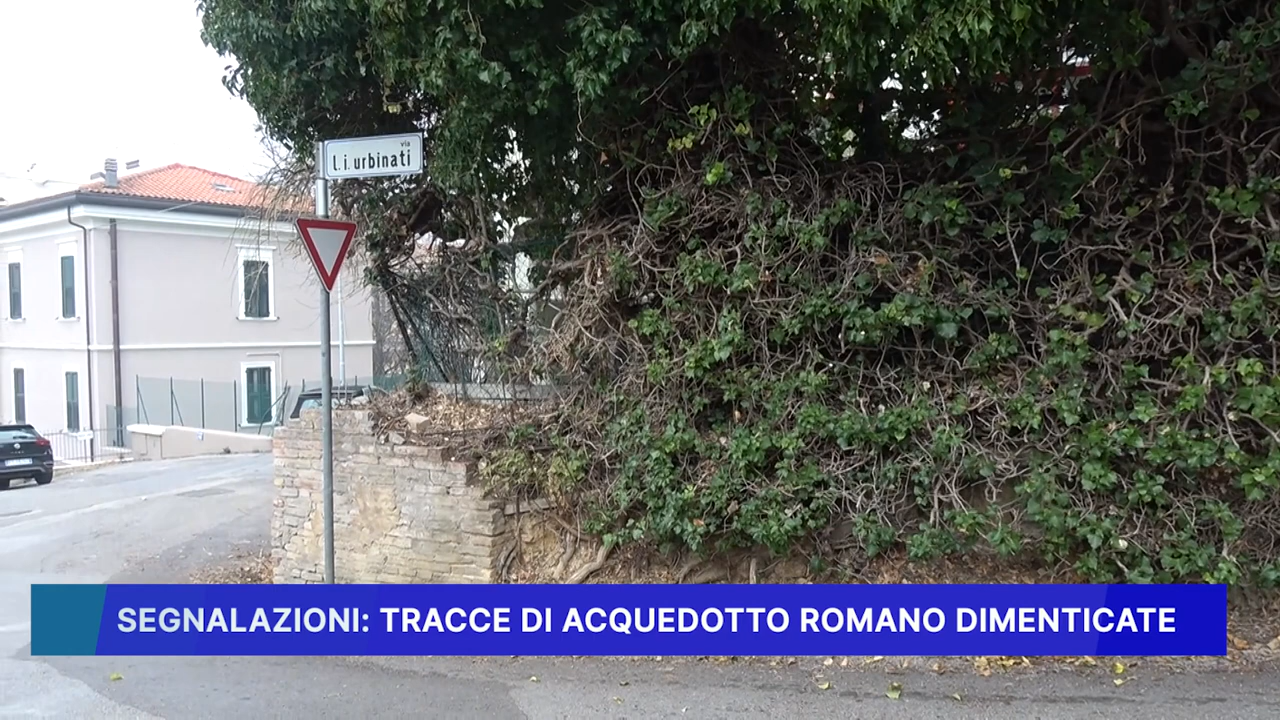 via
l.i. urbinati
SEGNALAZIONI: TRACCE DI ACQUEDOTTO ROMANO DIMENTICATE